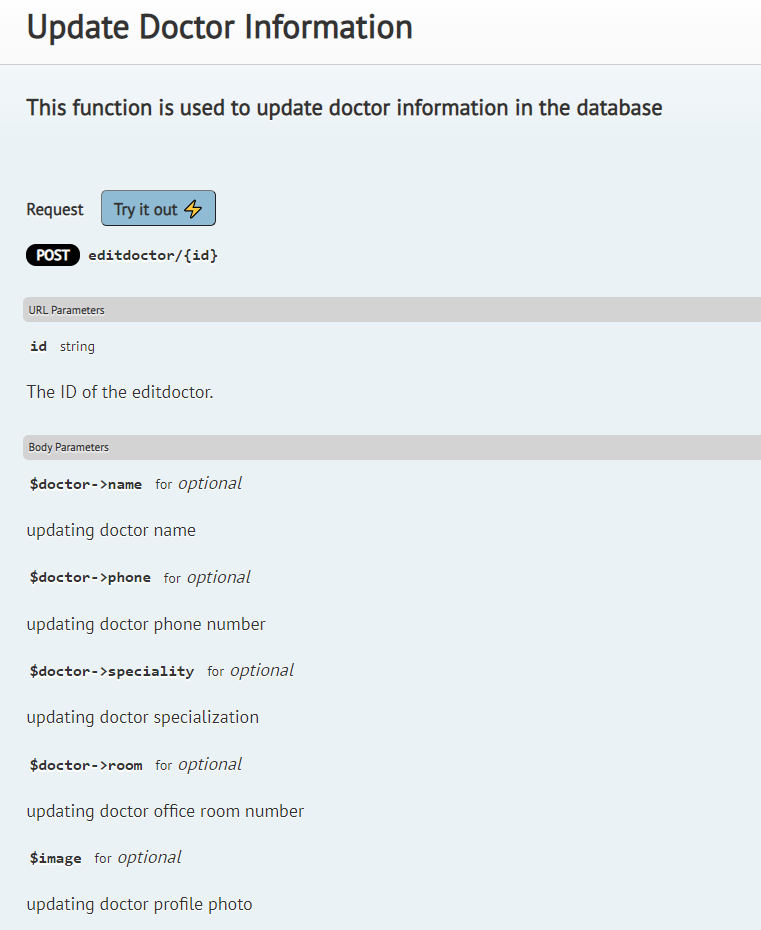 Update Doctor Information
This function is used to update doctor information in the database
Request Try it out ⚡
POST editdoctor/{id}
URL Parameters
id string
The ID of the editdoctor.
Body Parameters
$doctor->name for optional
updating doctor name
$doctor->phone for optional
updating doctor phone number
$doctor->speciality for optional
updating doctor specialization
$doctor->room for optional
updating doctor office room number
$image for optional
updating doctor profile photo